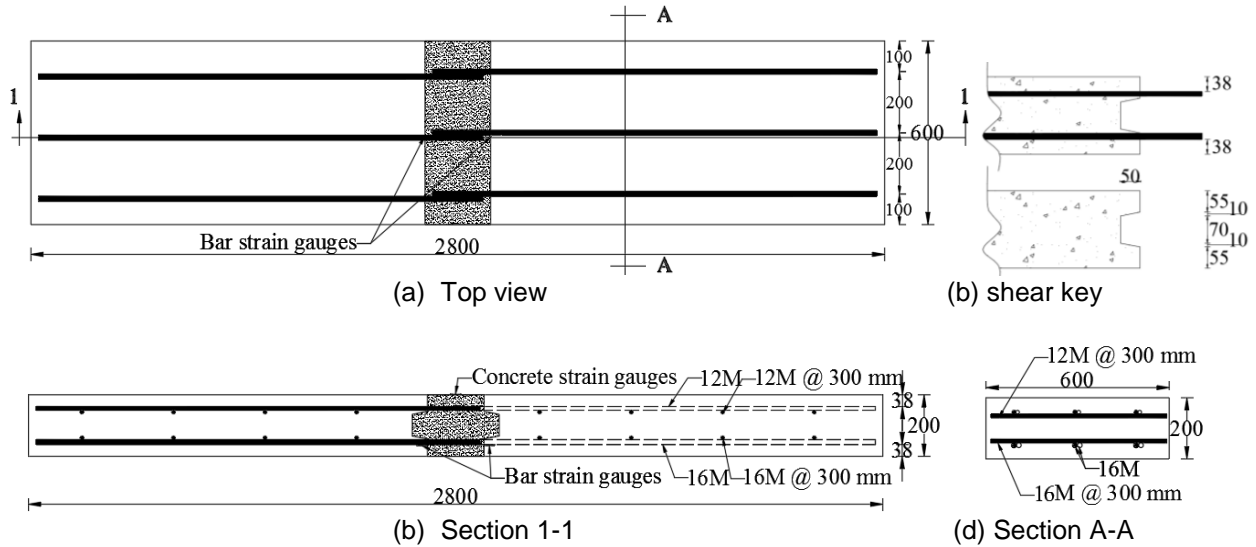 A
100
200
600
200
100
1
1
Bar strain gauges
2800
A
(a) Top view
38
38
50
55
10
70
10
55
(b) shear key
Concrete strain gauges
12M
12M @ 300 mm
38
200
38
Bar strain gauges
16M
16M @ 300 mm
2800
(b) Section 1-1
12M @ 300 mm
600
200
16M
16M @ 300 mm
(d) Section A-A